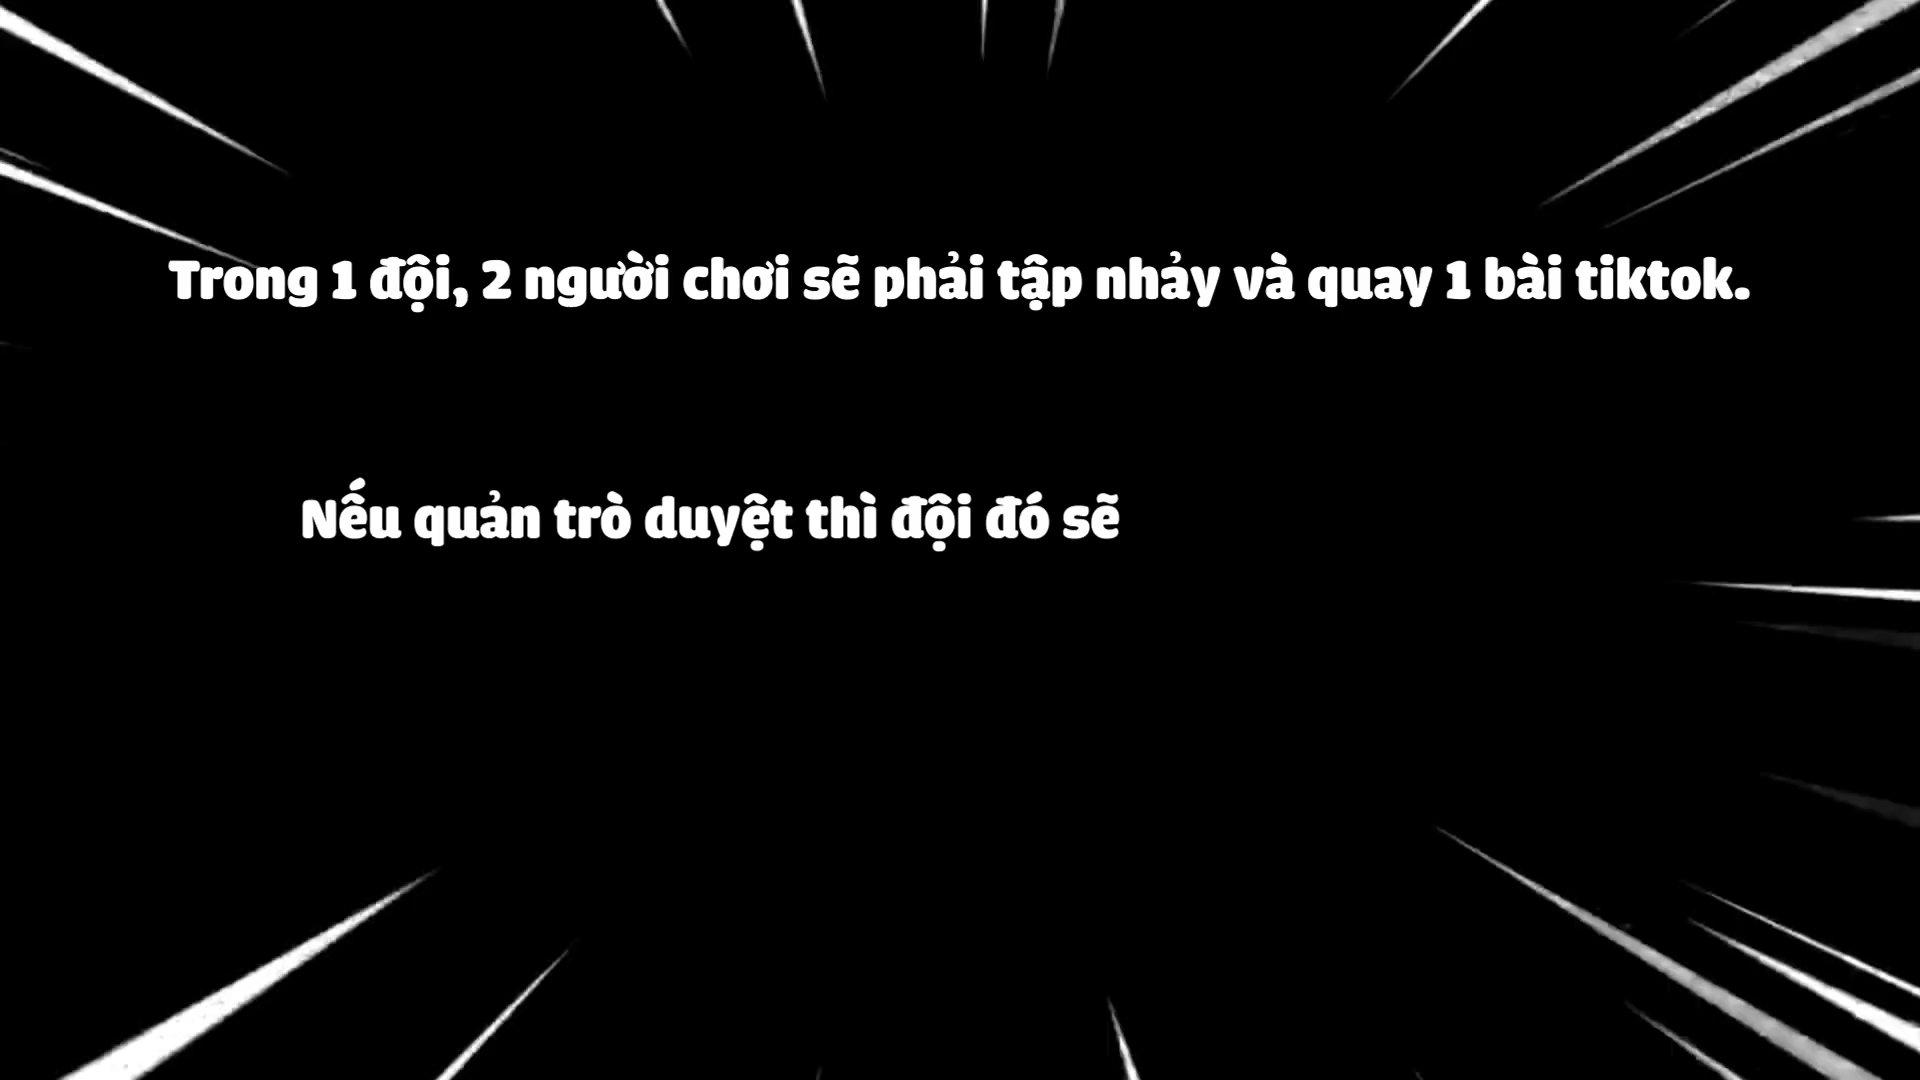 Trong 1 đội, 2 người chơi sẽ phải tập nhảy và quay 1 bài tiktok.
Nếu quản trò duyệt thì đội đó sẽ